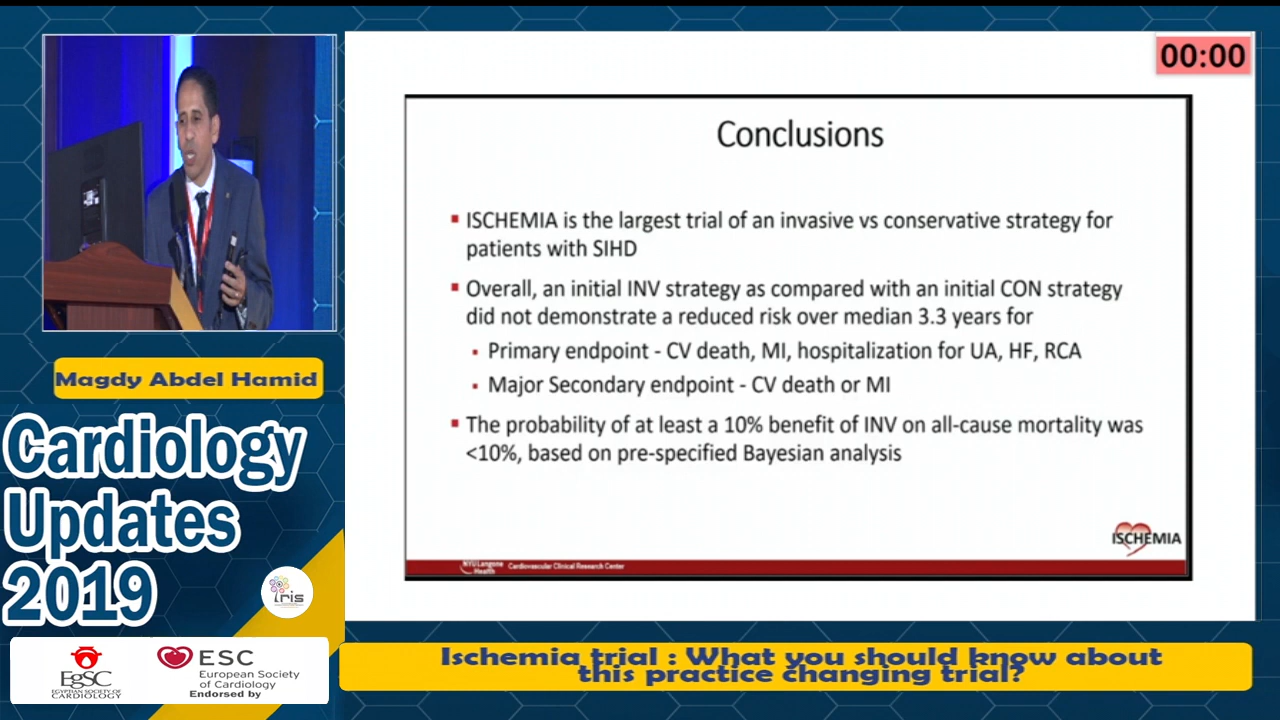 00:00
Conclusions
ISCHEMIA is the largest trial of an invasive vs conservative strategy for
patients with SIHD
Overall, an initial INV strategy as compared with an initial CON strategy
did not demonstrate a reduced risk over median 3.3 years for
Primary endpoint - CV death, MI, hospitalization for UA, HF, RCA
Major Secondary endpoint - CV death or MI
The probability of at least a 10% benefit of INV on all-cause mortality was
<10%, based on pre-specified Bayesian analysis
ISCHEMIA
NYU Langone
Health
Cardiovascular Clinical Research Center
Magdy Abdel Hamid
Cardiology
Updates
2019
iris
EgSC
EGYPTIAN SOCIETY OF
CARDIOLOGY
ESC
European Society
of Cardiology
Endorsed by
Ischemia trial : What you should know about
this practice changing trial?